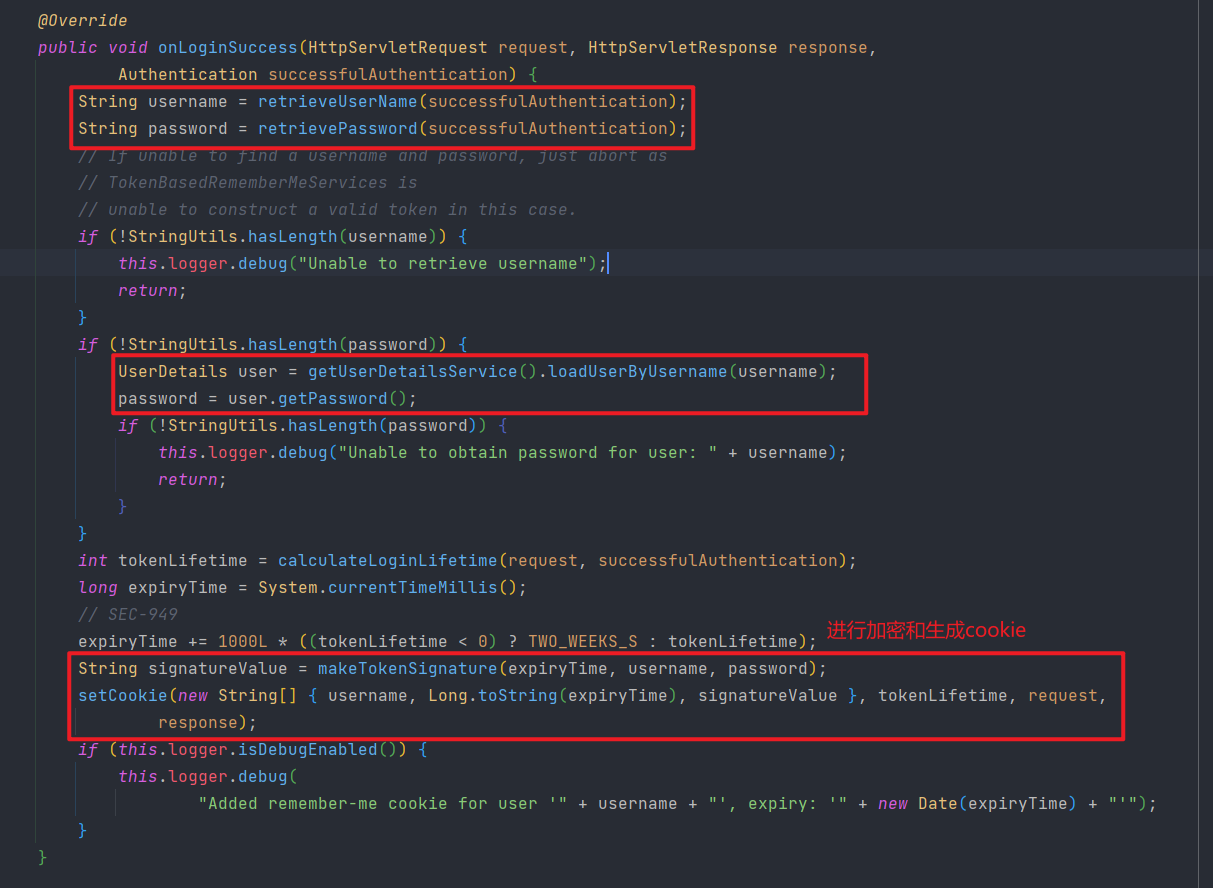 @Override
public void onLoginSuccess(HttpServletRequest request, HttpServletResponse response,
Authentication successfulAuthentication) {
String username = retrieveUserName(successfulAuthentication);
String password = retrievePassword(successfulAuthentication);
// If unable to find a username and password, just abort as
// TokenBasedRememberMeServices is
// unable to construct a valid token in this case.
if (!StringUtils.hasLength(username)) {
this.logger.debug("Unable to retrieve username");
return;
}
if (!StringUtils.hasLength(password)) {
UserDetails user = getUserDetailsService().loadUserByUsername(username);
password = user.getPassword();
if (!StringUtils.hasLength(password)) {
this.logger.debug("Unable to obtain password for user: " + username);
return;
}
}
int tokenLifetime = calculateLoginLifetime(request, successfulAuthentication);
long expiryTime = System.currentTimeMillis();
// SEC-949
expiryTime += 1000L * ((tokenLifetime < 0) ? TWO_WEEKS_S : tokenLifetime);
进行加密和生成cookie
String signatureValue = makeTokenSignature(expiryTime, username, password);
setCookie(new String[] { username, Long.toString(expiryTime), signatureValue }, tokenLifetime, request,
response);
if (this.logger.isDebugEnabled()) {
this.logger.debug(
"Added remember-me cookie for user '" + username + "', expiry: '" + new Date(expiryTime) + "'");
}
}